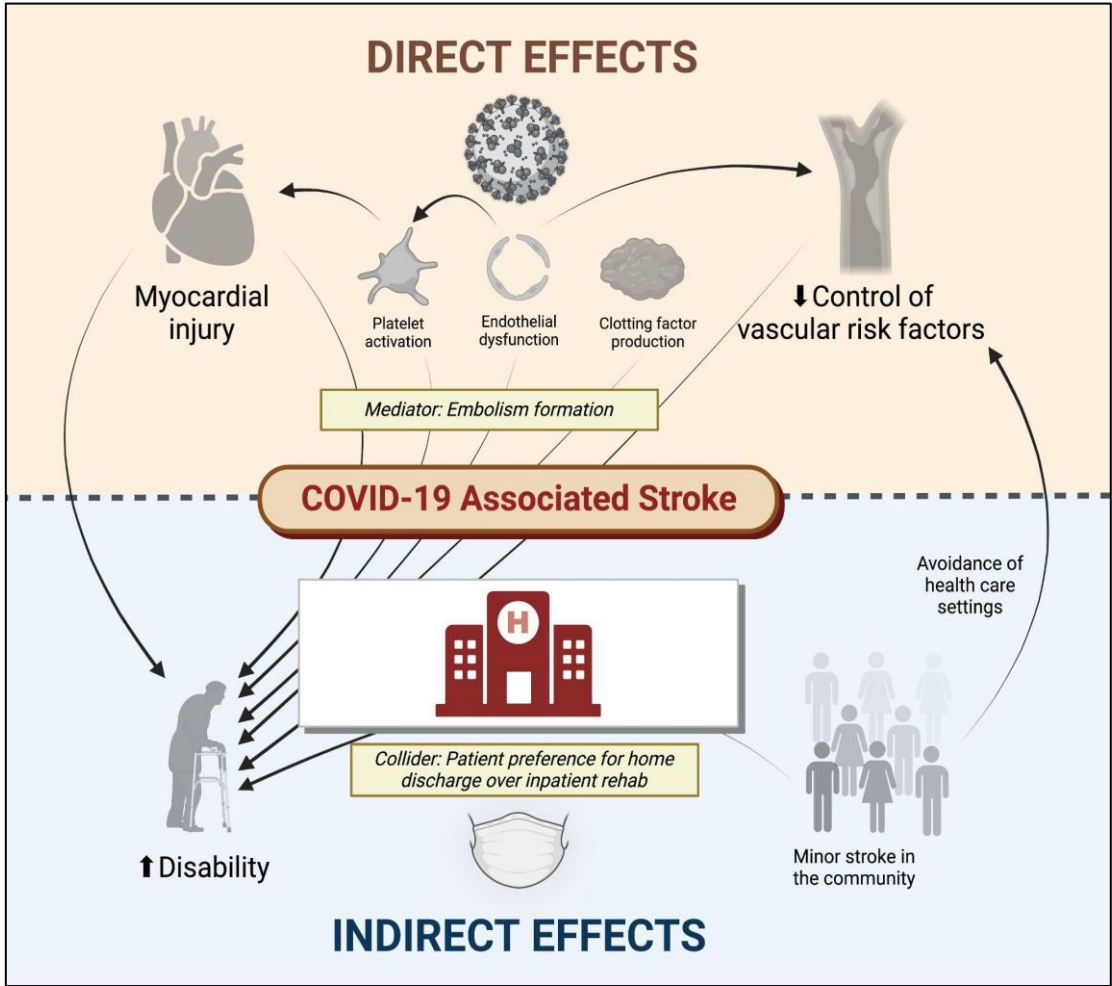 DIRECT EFFECTS
Myocardial
injury
Platelet
activation
Endothelial
dysfunction
Clotting factor
production
⬇Control of
vascular risk factors
Mediator: Embolism formation
COVID-19 Associated Stroke
Avoidance of
health care
settings
H
Collider: Patient preference for home
discharge over inpatient rehab
⬆Disability
Minor stroke in
the community
INDIRECT EFFECTS